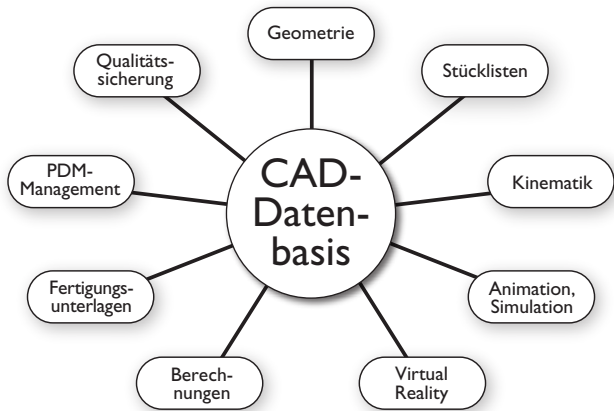 Geometrie
Qualitäts-
sicherung
Stücklisten
PDM-
Management
CAD-
Daten-
basis
Kinematik
Fertigungs-
unterlagen
Animation,
Simulation
Berech-
nungen
Virtual
Reality